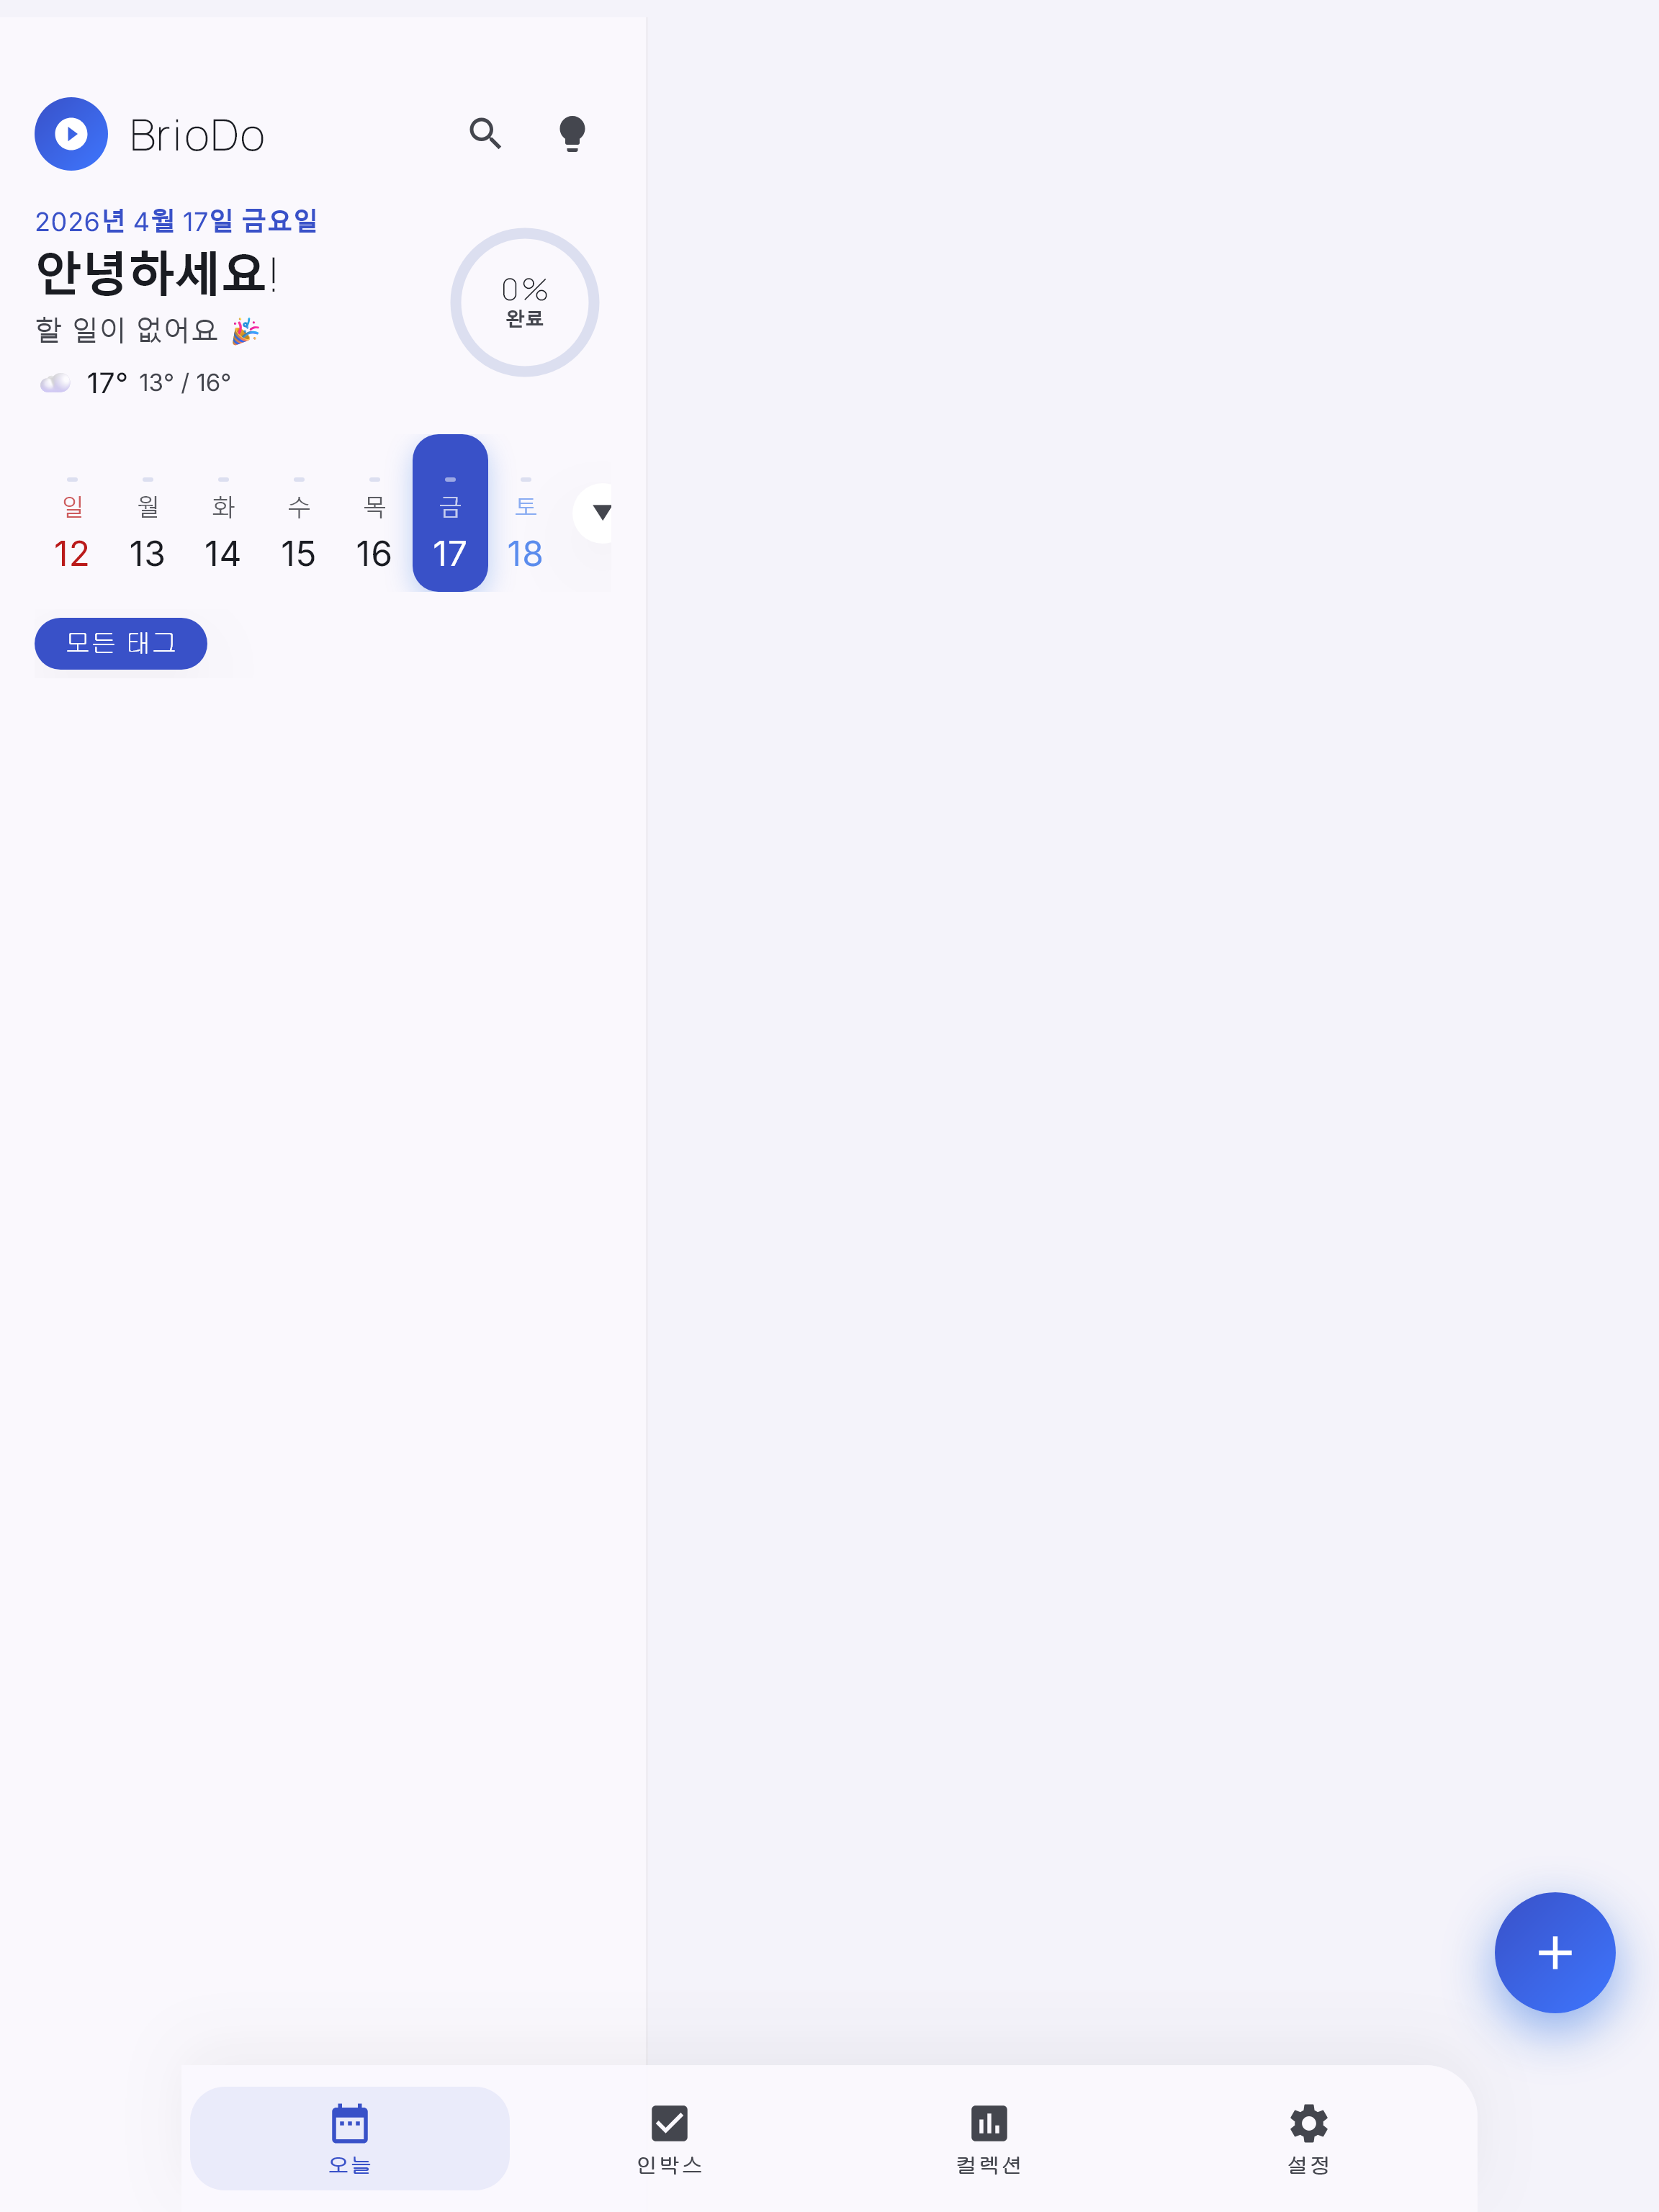 BrioDo
2026년 4월 17일 금요일
안녕하세요!
할 일이 없어요 🎉
17° 13° / 16°
0%
완료
일 월 화 수 목 금 토
12 13 14 15 16 17 18
모든 태그
오늘 인박스 컬렉션 설정